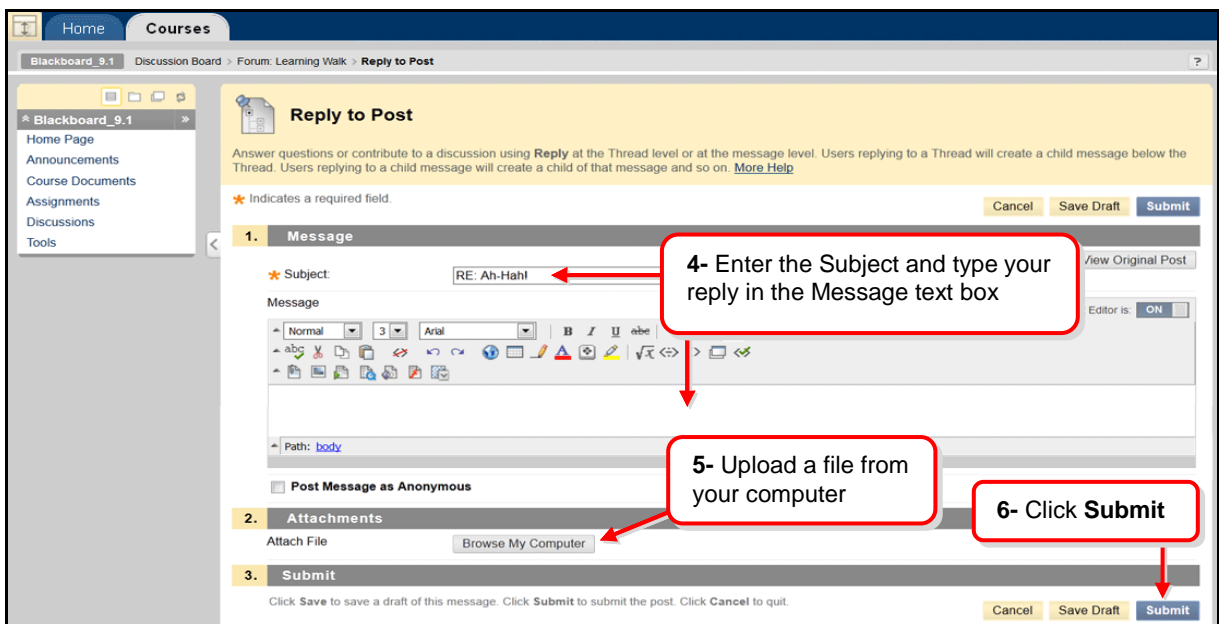 Home Courses
Blackboard_9.1 Discussion Board > Forum: Learning Walk > Reply to Post ?
Blackboard_9.1
Home Page
Announcements
Course Documents
Assignments
Discussions
Tools
Reply to Post
Answer questions or contribute to a discussion using Reply at the Thread level or at the message level. Users replying to a Thread will create a child message below the
Thread. Users replying to a child message will create a child of that message and so on. More Help
Indicates a required field.
Cancel Save Draft Submit
1. Message
4- Enter the Subject and type your
reply in the Message text box
View Original Post
Subject: RE: Ah-Hah!
Message
Editor is: ON
Normal 3 Arial B I U abc
abc
Path: body
5- Upload a file from
your computer
Post Message as Anonymous
6- Click Submit
2. Attachments
Attach File Browse My Computer
3. Submit
Click Save to save a draft of this message. Click Submit to submit the post. Click Cancel to quit.
Cancel Save Draft Submit